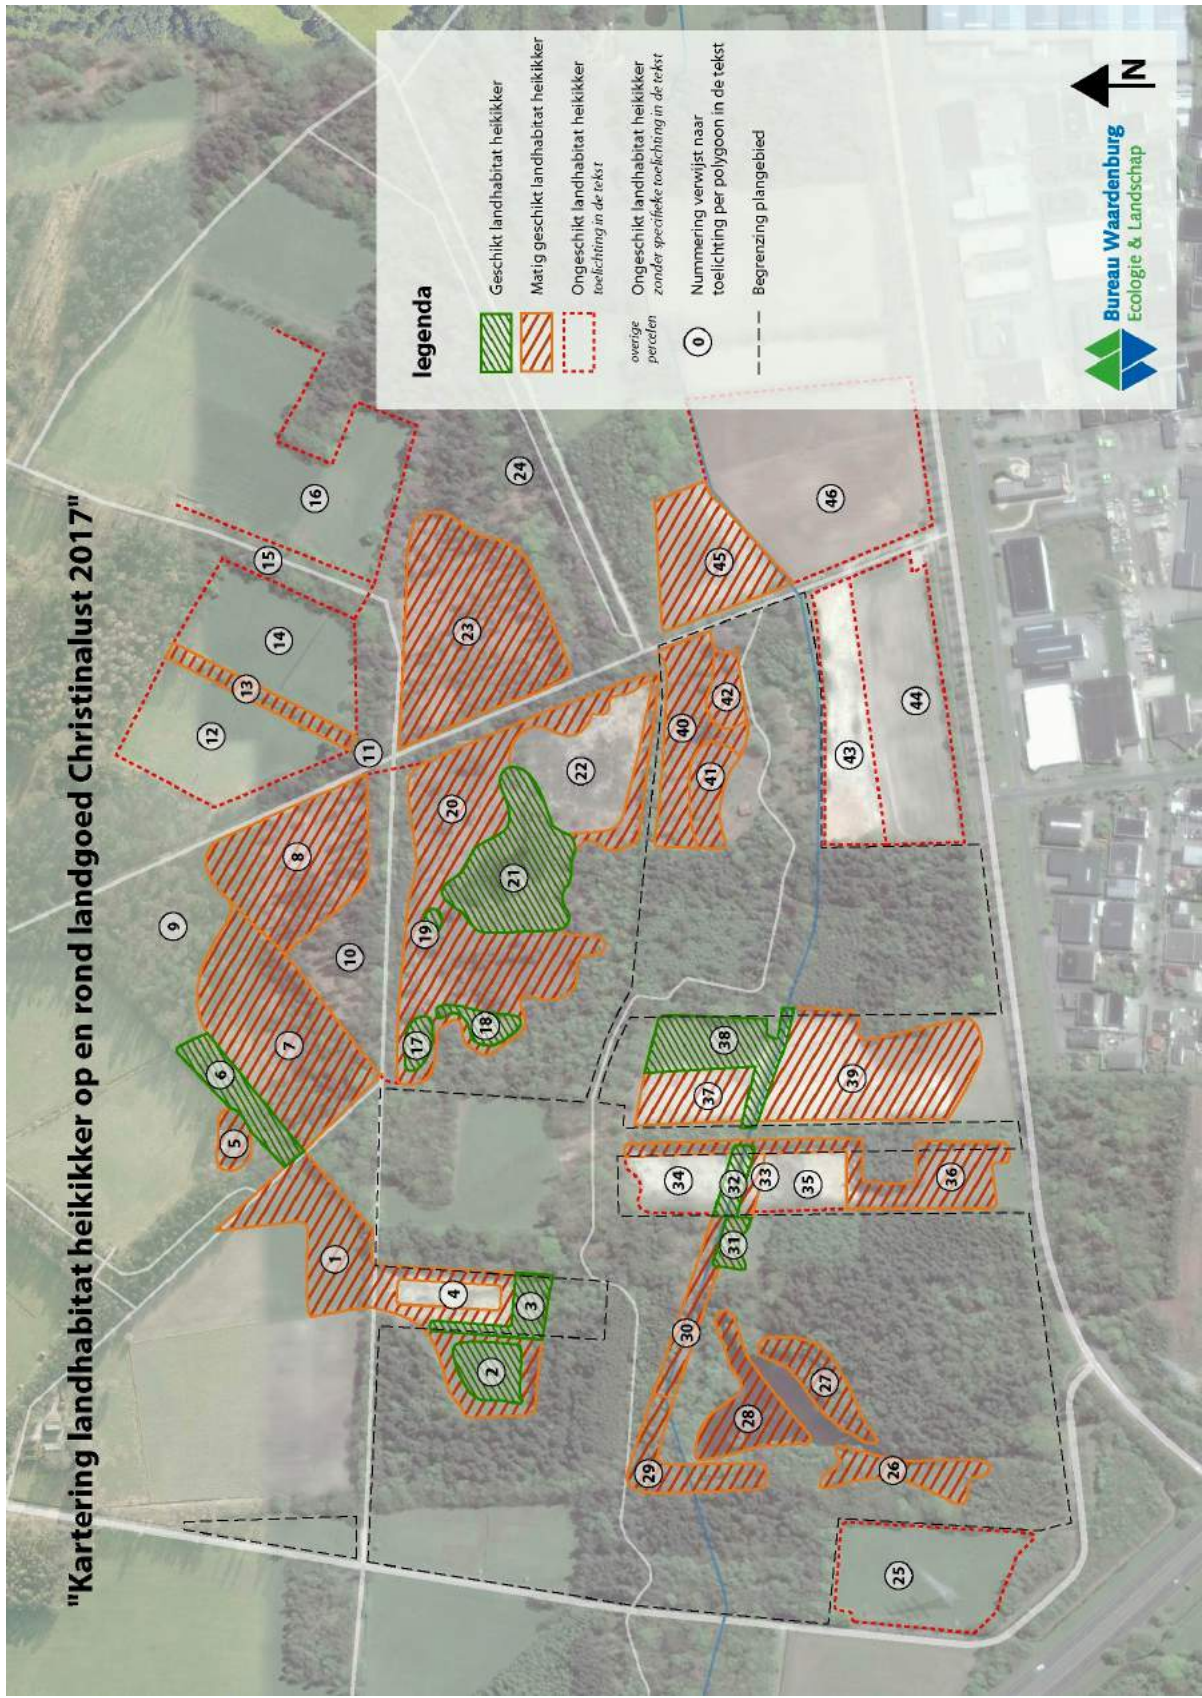 "Kartering landhabitat heikikker op en rond landgoed Christinalust 2017"
legenda
Geschikt landhabitat heikikker
Matig geschikt landhabitat heikikker
Ongeschikt landhabitat heikikker
toelichting in de tekst
overige
percelen
Ongeschikt landhabitat heikikker
zonder specifieke toelichting in de tekst
0
Nummering verwijst naar
toelichting per polygoon in de tekst
Begrenzing plangebied
Bureau Waardenburg
Ecologie & Landschap
N
1
2
3
4
5
6
7
8
9
10
11
12
13
14
15
16
17
18
19
20
21
22
23
24
25
26
27
28
29
30
31
32
33
34
35
36
37
38
39
40
41
42
43
44
45
46